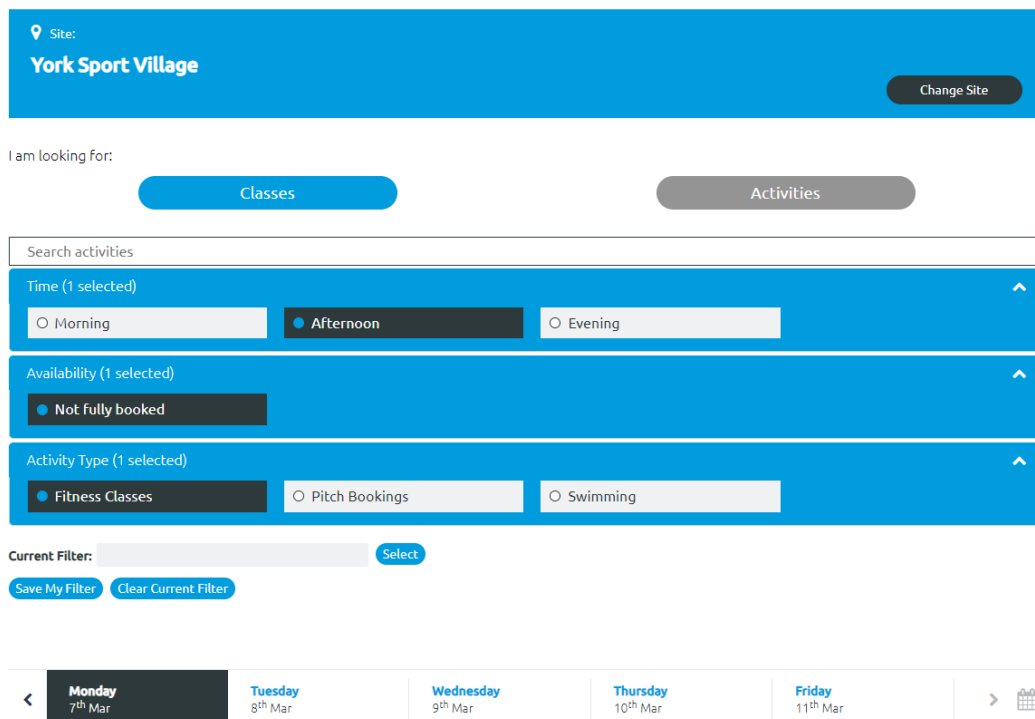 Site:
York Sport Village
Change Site
I am looking for:
Classes Activities
Search activities
Time (1 selected)
Morning Afternoon Evening
Availability (1 selected)
Not fully booked
Activity Type (1 selected)
Fitness Classes Pitch Bookings Swimming
Current Filter: Select
Save My Filter Clear Current Filter
Monday Tuesday Wednesday Thursday Friday
7th Mar 8th Mar 9th Mar 10th Mar 11th Mar